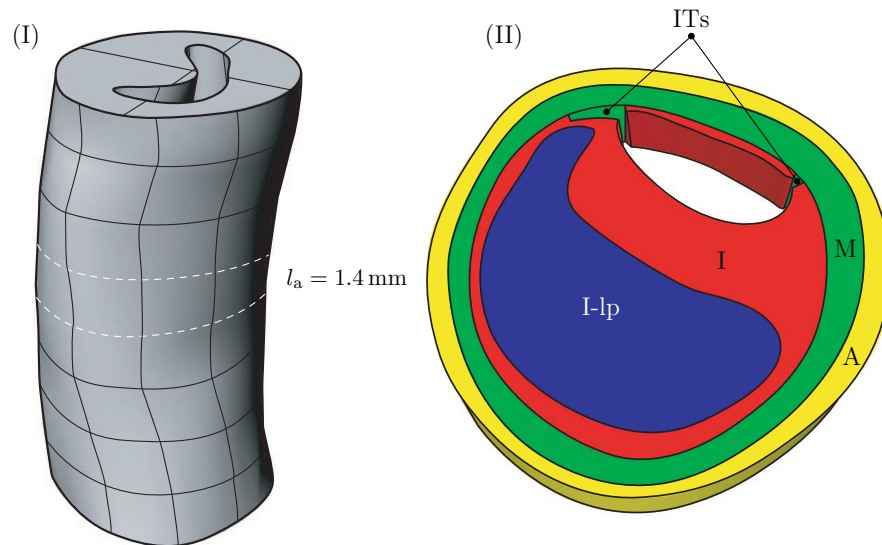 (I)
l_a = 1.4 mm
(II)
ITs
I
M
I-lp
A